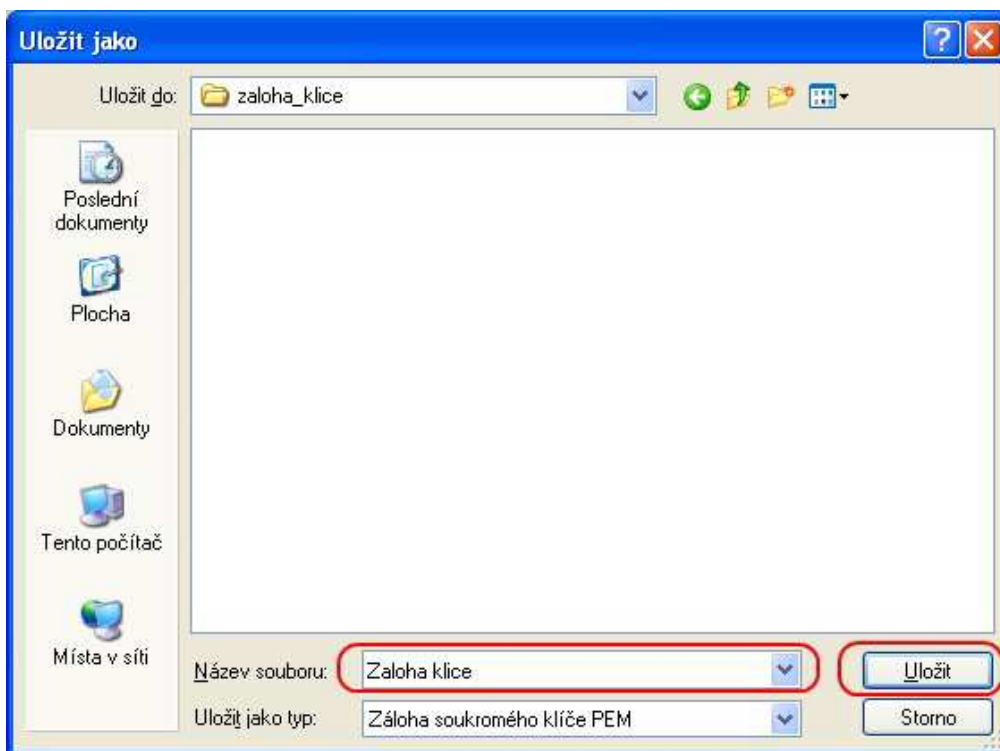 Uložit jako
Uložit do: zaloha_klice
Poslední
dokumenty
Plocha
Dokumenty
Tento počítač
Místa v síti
Název souboru: Zaloha klice Uložit
Uložit jako typ: Záloha soukromého klíče PEM Storno